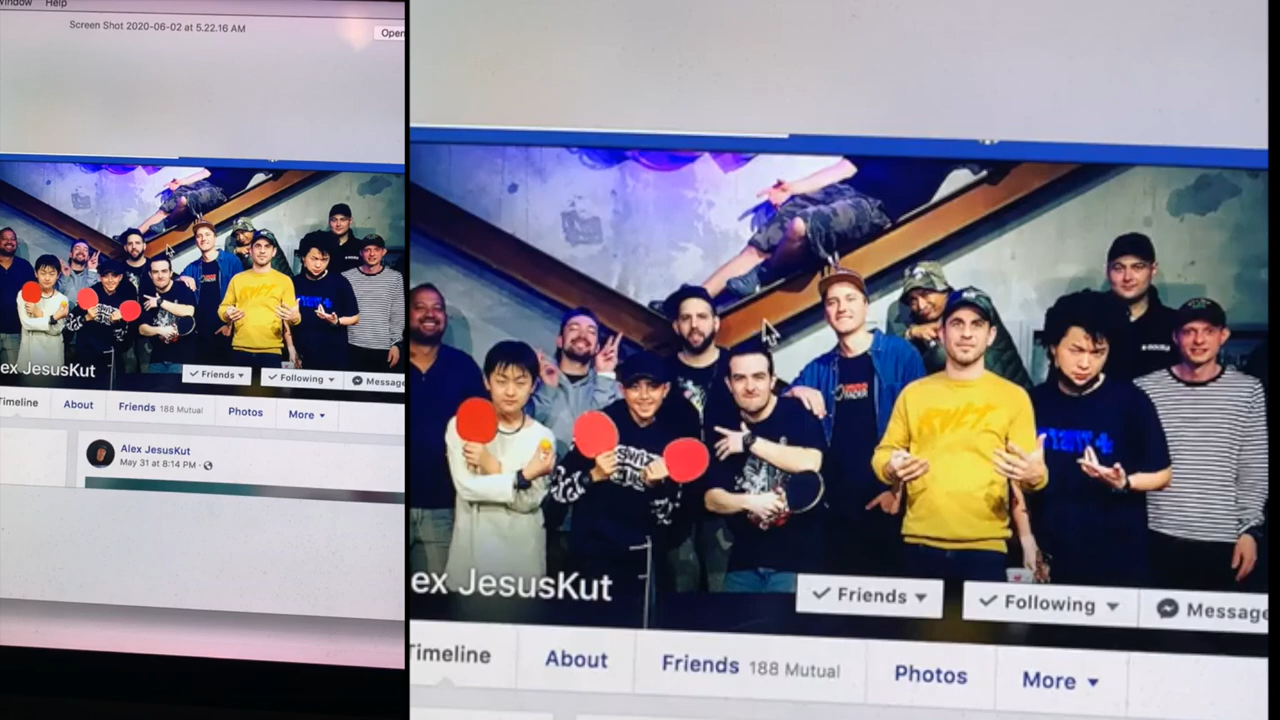 Window Help
Screen Shot 2020-06-02 at 5.22.16 AM
Open
ex JesusKut
Friends
Following
Message
Timeline
About
Friends 188 Mutual
Photos
More
Alex JesusKut
May 31 at 8:14 PM
ex JesusKut
Friends
Following
Message
Timeline
About
Friends 188 Mutual
Photos
More